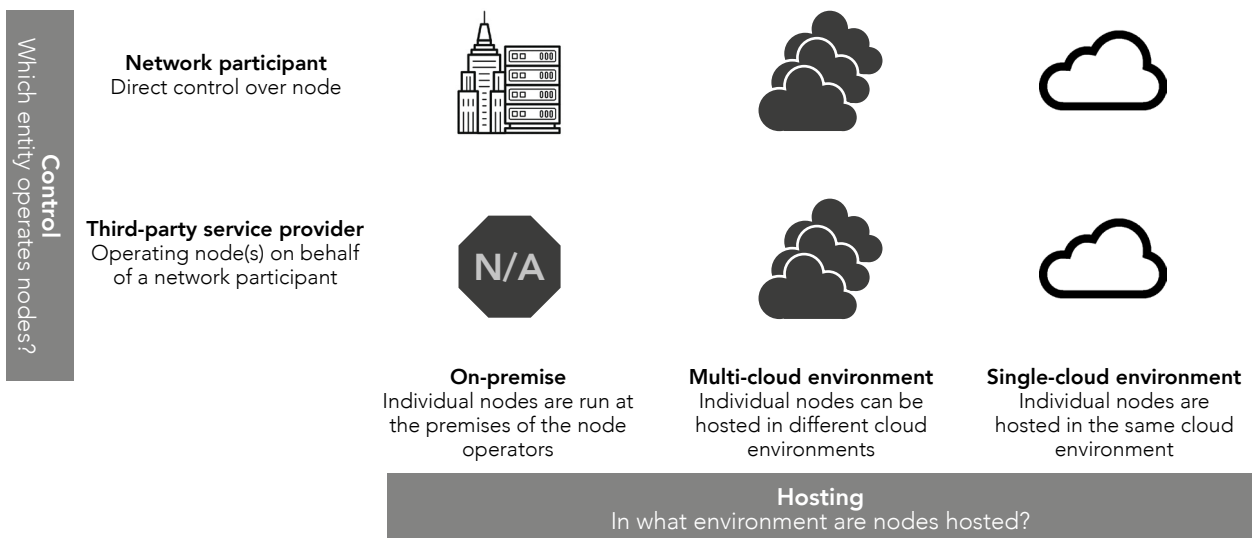 Control
Which entity operates nodes?
Network participant
Direct control over node
Third-party service provider
Operating node(s) on behalf
of a network participant
N/A
On-premise
Individual nodes are run at
the premises of the node
operators
Multi-cloud environment
Individual nodes can be
hosted in different cloud
environments
Single-cloud environment
Individual nodes are
hosted in the same cloud
environment
Hosting
In what environment are nodes hosted?